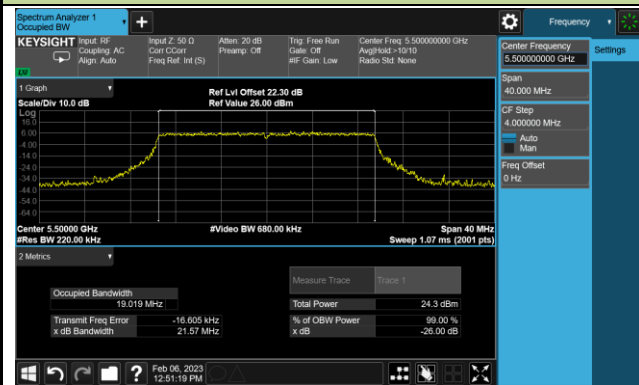 Spectrum Analyzer 1
Occupied BW
KEYSIGHT
Input: RF
Coupling: AC
Align: Auto
Input Z: 50 Ω
Corr CCorr
Freq Ref: Int (S)
Atten: 20 dB
Preamp: Off
Trig: Free Run
Gate: Off
#IF Gain: Low
Center Freq: 5.500000000 GHz
Avg|Hold:>10/10
Radio Std: None
LXI
1 Graph
Scale/Div 10.0 dB
Ref Lvl Offset 22.30 dB
Ref Value 26.00 dBm
Log
16.0
6.00
-4.00
-14.0
-24.0
-34.0
-44.0
-54.0
-64.0
Center 5.50000 GHz
#Res BW 220.00 kHz
#Video BW 680.00 kHz
Span 40 MHz
Sweep 1.07 ms (2001 pts)
2 Metrics
Measure Trace
Trace 1
Occupied Bandwidth
19.019 MHz
Total Power
24.3 dBm
Transmit Freq Error
-16.605 kHz
% of OBW Power
99.00 %
x dB Bandwidth
21.57 MHz
x dB
-26.00 dB
Feb 06, 2023
12:51:19 PM
Frequency
Settings
Center Frequency
5.500000000 GHz
Span
40.000 MHz
CF Step
4.000000 MHz
Auto
Man
Freq Offset
0 Hz